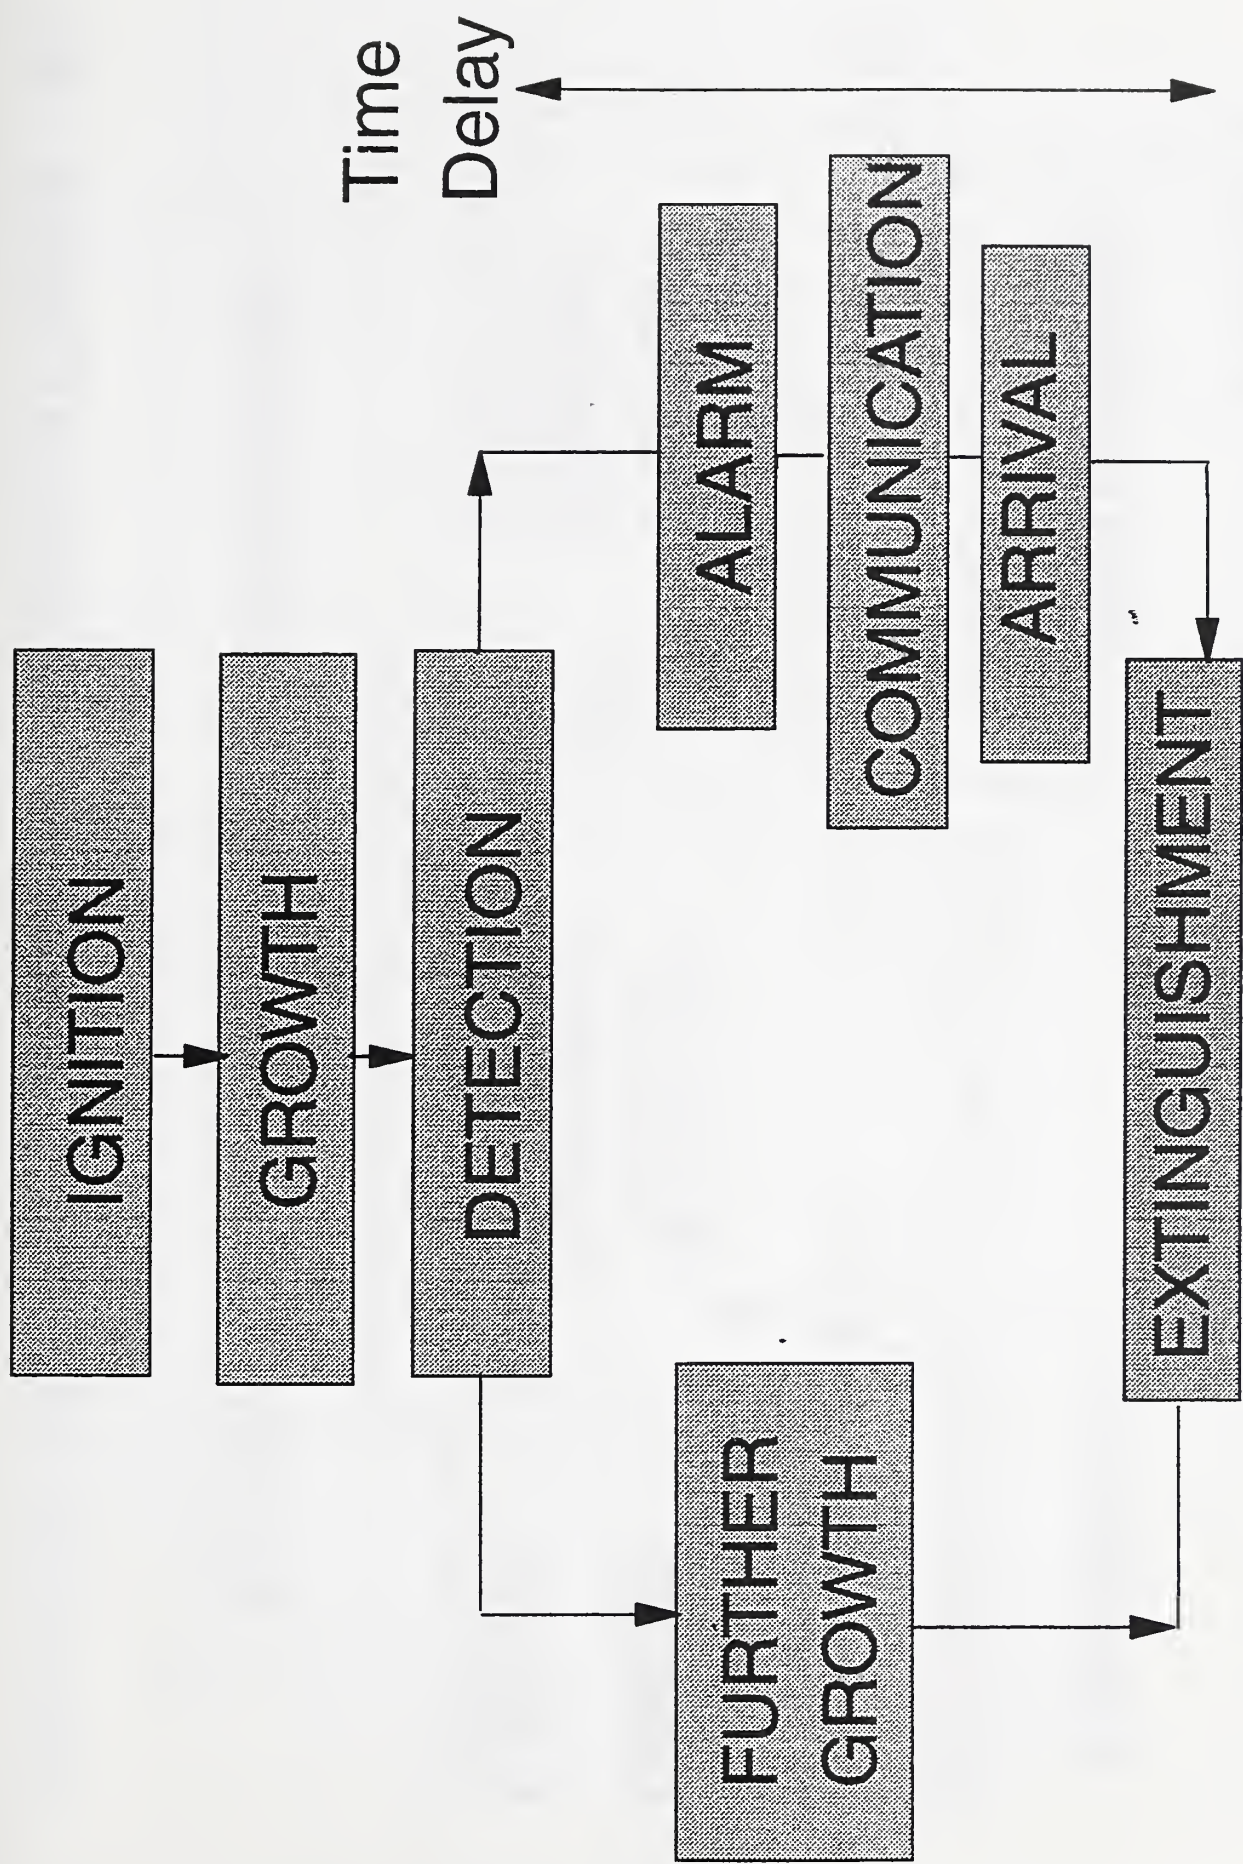 IGNITION
GROWTH
DETECTION
Time
Delay
FURTHER
GROWTH
ALARM
COMMUNICATION
ARRIVAL
EXTINGUISHMENT